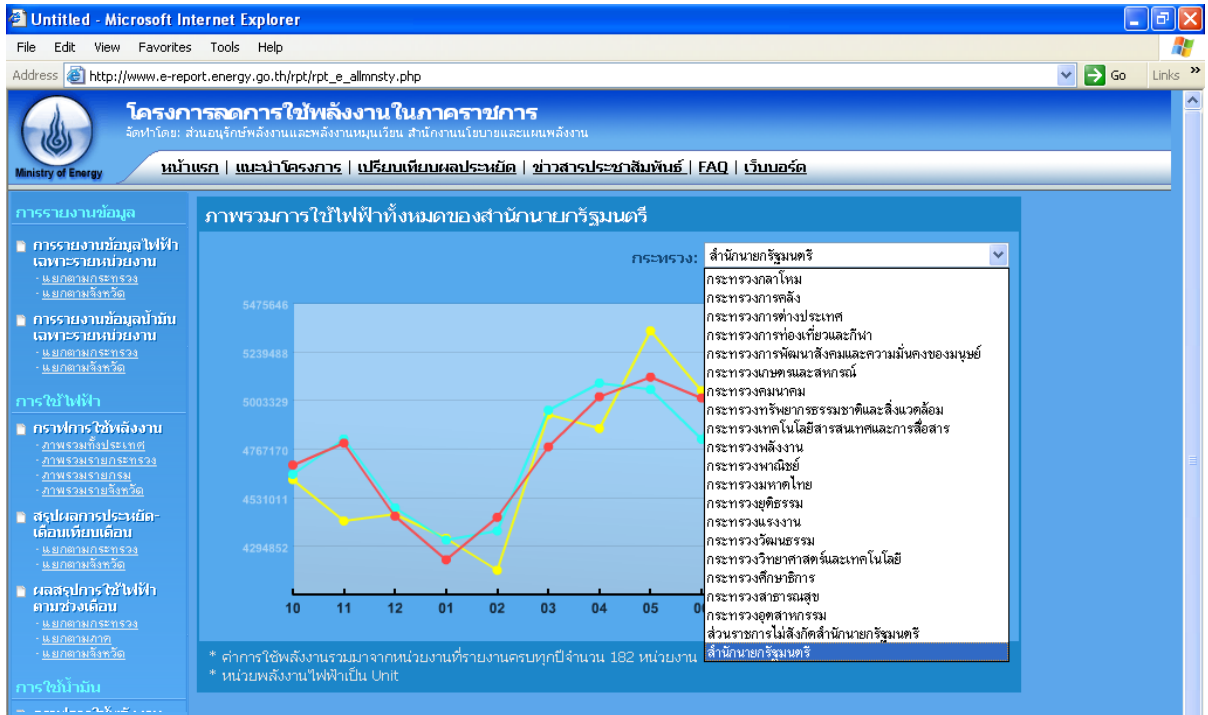 Untitled - Microsoft Internet Explorer
File Edit View Favorites Tools Help
Address http://www.e-report.energy.go.th/rpt/rpt_e_allmnsty.php Go Links »
โครงการลดการใช้พลังงานในภาคราชการ
จัดทำโดย: ส่วนอนุรักษ์พลังงานและพลังงานหมุนเวียน สำนักงานนโยบายและแผนพลังงาน
Ministry of Energy
หน้าแรก | แนะนำโครงการ | เปรียบเทียบผลประหยัด | ข่าวสารประชาสัมพันธ์ | FAQ | เว็บบอร์ด
การรายงานข้อมูล
การรายงานข้อมูลไฟฟ้า
เฉพาะรายหน่วยงาน
- แยกตามกระทรวง
- แยกตามจังหวัด
การรายงานข้อมูลน้ำมัน
เฉพาะรายหน่วยงาน
- แยกตามกระทรวง
- แยกตามจังหวัด
การใช้ไฟฟ้า
กราฟการใช้พลังงาน
- ภาพรวมทั้งประเทศ
- ภาพรวมรายกระทรวง
- ภาพรวมรายกรม
- ภาพรวมรายจังหวัด
สรุปผลการประหยัด-
เดือนเทียบเดือน
- แยกตามกระทรวง
- แยกตามจังหวัด
ผลสรุปการใช้ไฟฟ้า
ตามช่วงเดือน
- แยกตามกระทรวง
- แยกตามภาค
- แยกตามจังหวัด
การใช้น้ำมัน
ภาพรวมการใช้ไฟฟ้าทั้งหมดของสำนักนายกรัฐมนตรี
กระทรวง: สำนักนายกรัฐมนตรี
กระทรวงกลาโหม
กระทรวงการคลัง
กระทรวงการต่างประเทศ
กระทรวงการท่องเที่ยวและกีฬา
กระทรวงการพัฒนาสังคมและความมั่นคงของมนุษย์
กระทรวงเกษตรและสหกรณ์
กระทรวงคมนาคม
กระทรวงทรัพยากรธรรมชาติและสิ่งแวดล้อม
กระทรวงเทคโนโลยีสารสนเทศและการสื่อสาร
กระทรวงพลังงาน
กระทรวงพาณิชย์
กระทรวงมหาดไทย
กระทรวงยุติธรรม
กระทรวงแรงงาน
กระทรวงวัฒนธรรม
กระทรวงวิทยาศาสตร์และเทคโนโลยี
กระทรวงศึกษาธิการ
กระทรวงสาธารณสุข
กระทรวงอุตสาหกรรม
ส่วนราชการไม่สังกัดสำนักนายกรัฐมนตรี
สำนักนายกรัฐมนตรี
5475646
5239488
5003329
4767170
4531011
4294852
10 11 12 01 02 03 04 05
* ค่าการใช้พลังงานรวมมาจากหน่วยงานที่รายงานครบทุกปีจำนวน 182 หน่วยงาน
* หน่วยพลังงานไฟฟ้าเป็น Unit